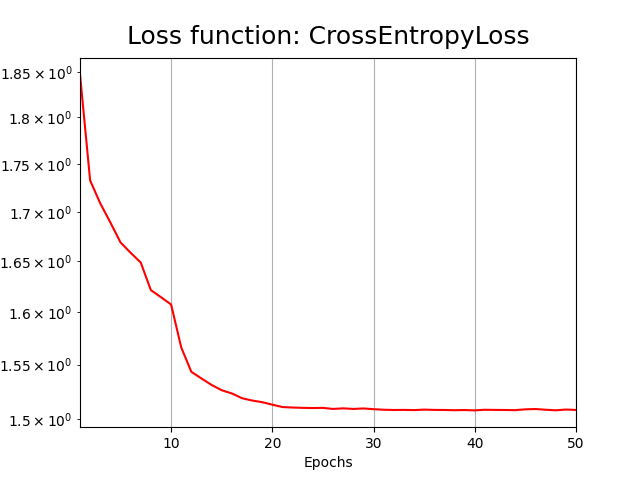 Loss function: CrossEntropyLoss
1.85 × 10⁰
1.8 × 10⁰
1.75 × 10⁰
1.7 × 10⁰
1.65 × 10⁰
1.6 × 10⁰
1.55 × 10⁰
1.5 × 10⁰
10 20 30 40 50
Epochs